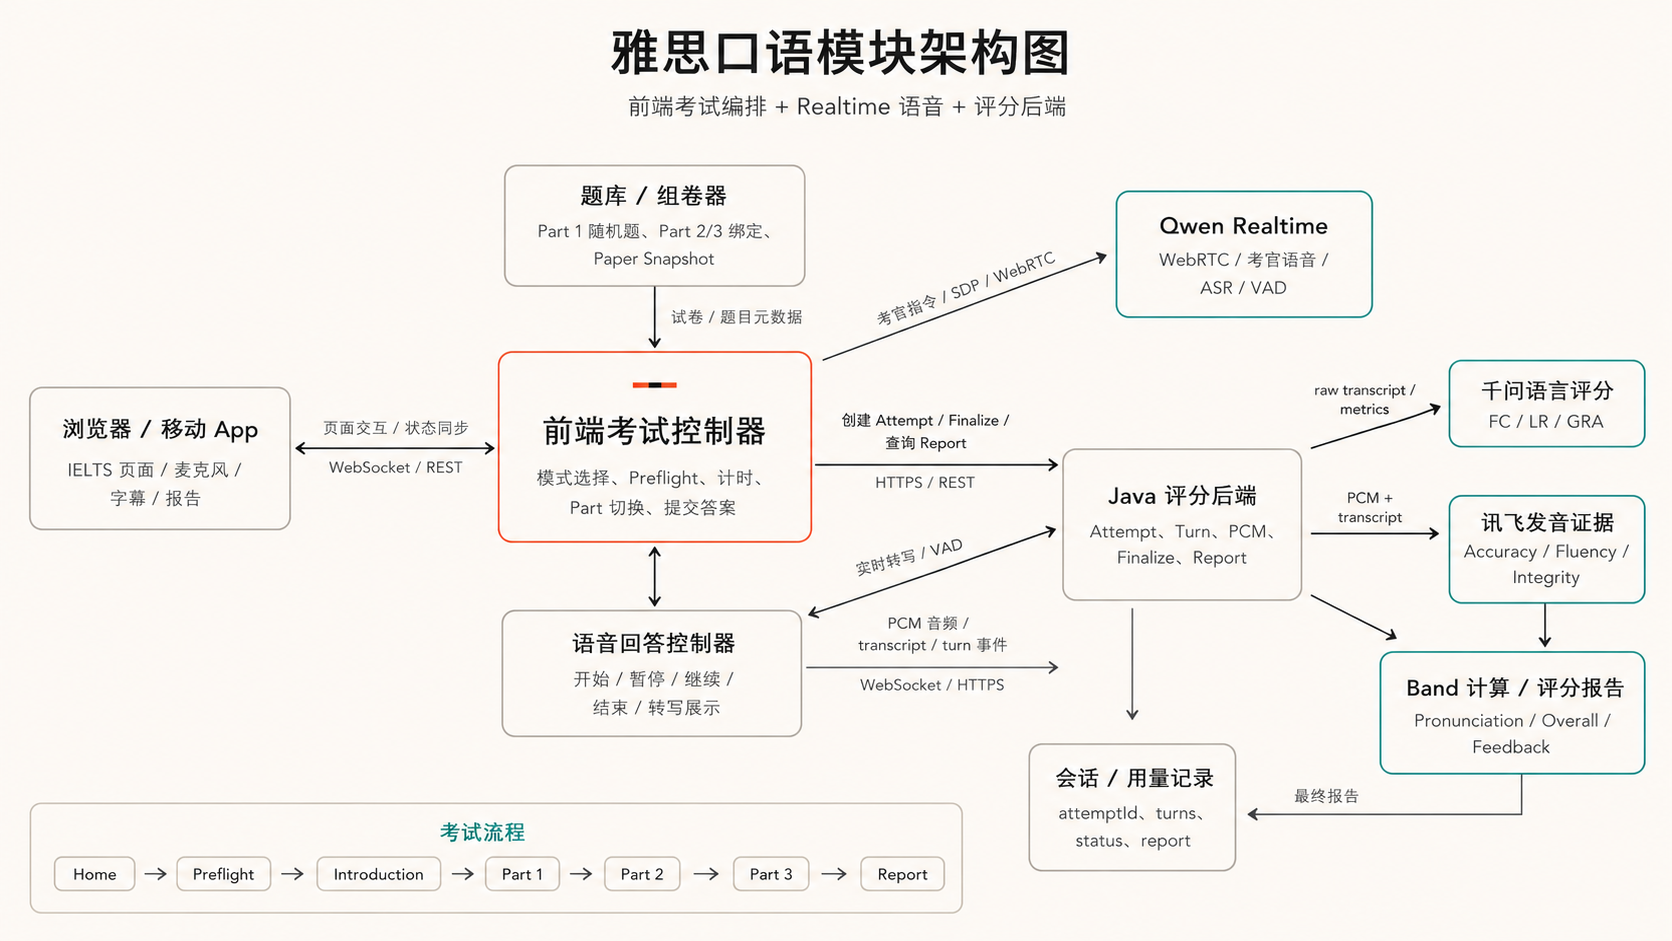 雅思口语模块架构图
前端考试编排 + Realtime 语音 + 评分后端
题库 / 组卷器
Part 1 随机题、Part 2/3 绑定、
Paper Snapshot
试卷 / 题目元数据
考官指令 / SDP / WebRTC
Qwen Realtime
WebRTC / 考官语音 /
ASR / VAD
浏览器 / 移动 App
IELTS 页面 / 麦克风 /
字幕 / 报告
页面交互 / 状态同步
WebSocket / REST
前端考试控制器
模式选择、Preflight、计时、
Part 切换、提交答案
创建 Attempt / Finalize /
查询 Report
HTTPS / REST
Java 评分后端
Attempt、Turn、PCM、
Finalize、Report
raw transcript /
metrics
千问语言评分
FC / LR / GRA
PCM +
transcript
讯飞发音证据
Accuracy / Fluency /
Integrity
实时转写 / VAD
语音回答控制器
开始 / 暂停 / 继续 /
结束 / 转写展示
PCM 音频 /
transcript / turn 事件
WebSocket / HTTPS
Band 计算 / 评分报告
Pronunciation / Overall /
Feedback
会话 / 用量记录
attemptId、turns、
status、report
最终报告
考试流程
Home
Preflight
Introduction
Part 1
Part 2
Part 3
Report